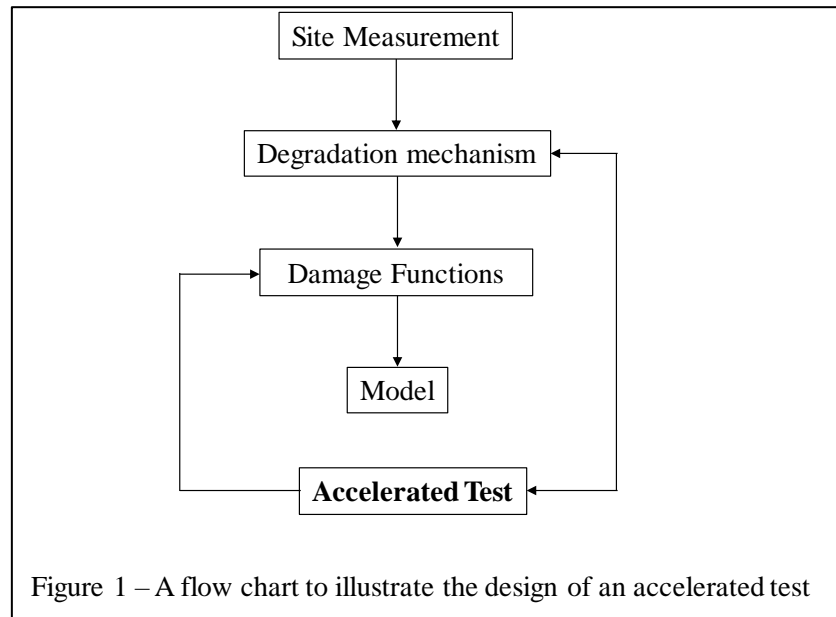 Site Measurement
Degradation mechanism
Damage Functions
Model
Accelerated Test
Figure 1 – A flow chart to illustrate the design of an accelerated test